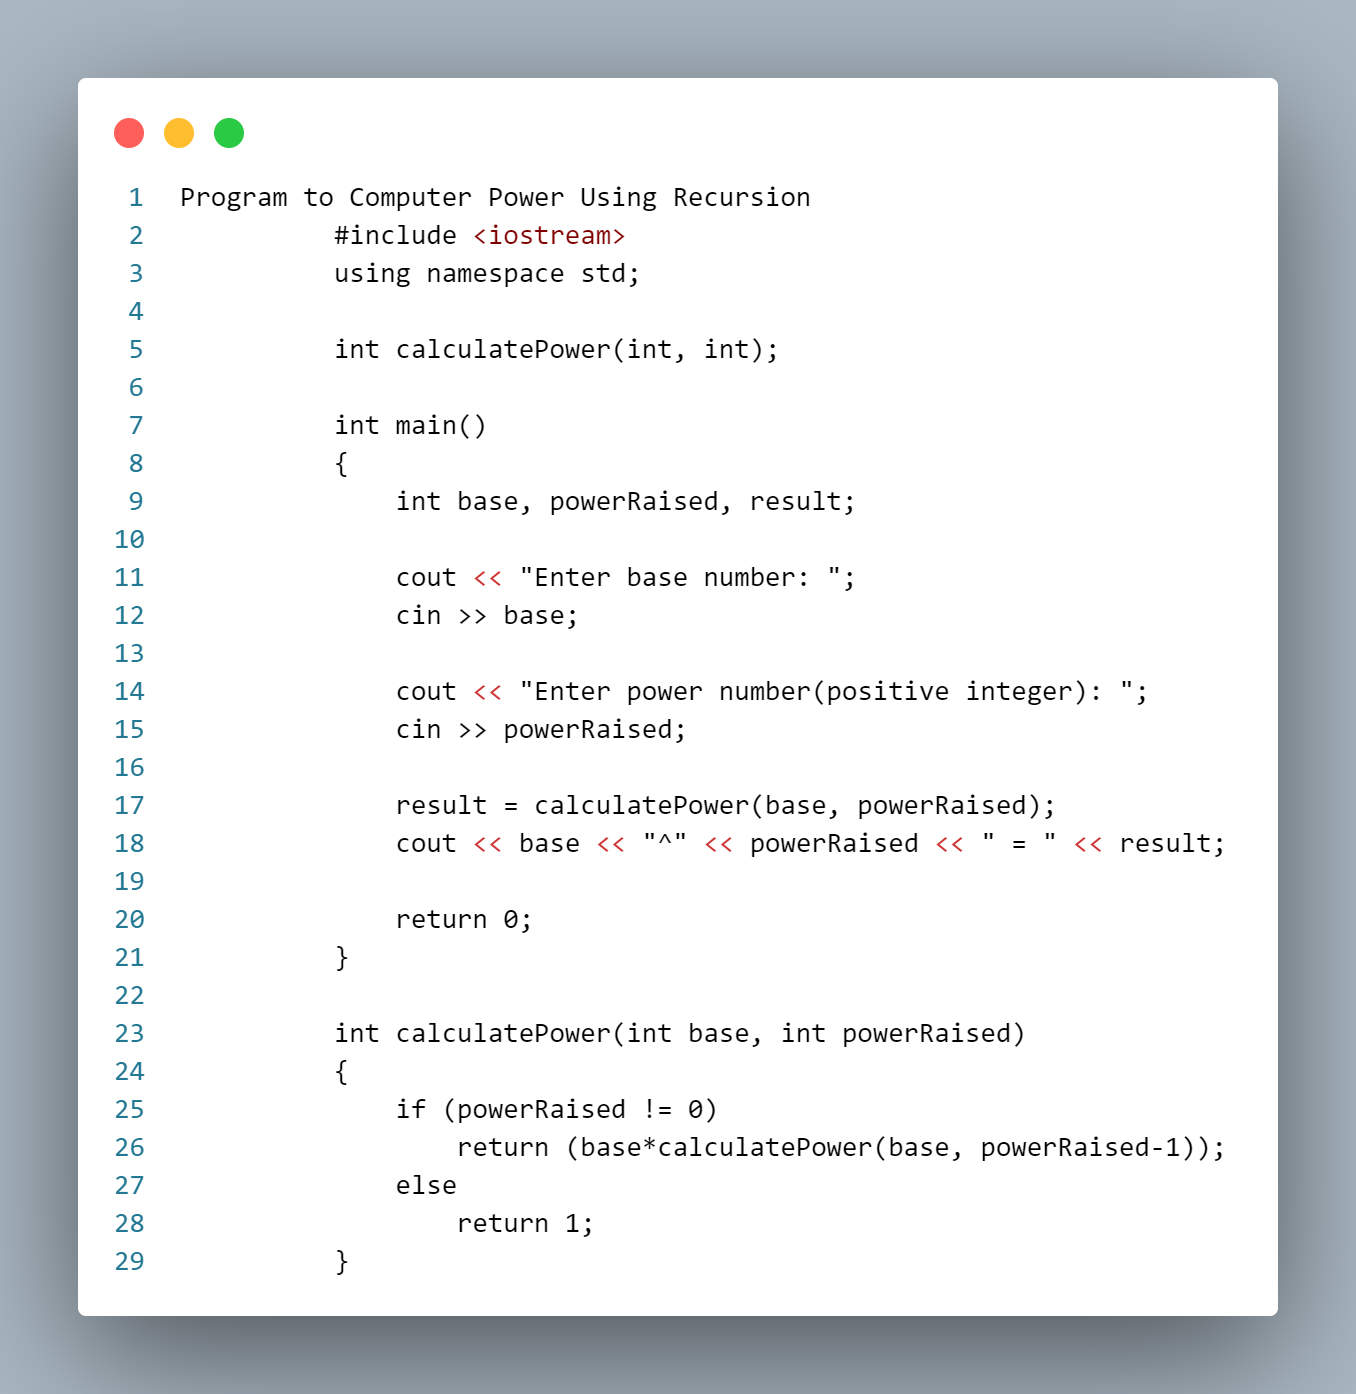 1 Program to Computer Power Using Recursion
2           #include <iostream>
3           using namespace std;
4
5           int calculatePower(int, int);
6
7           int main()
8           {
9               int base, powerRaised, result;
10
11              cout << "Enter base number: ";
12              cin >> base;
13
14              cout << "Enter power number(positive integer): ";
15              cin >> powerRaised;
16
17              result = calculatePower(base, powerRaised);
18              cout << base << "^" << powerRaised << " = " << result;
19
20              return 0;
21          }
22
23          int calculatePower(int base, int powerRaised)
24          {
25              if (powerRaised != 0)
26                  return (base*calculatePower(base, powerRaised-1));
27              else
28                  return 1;
29          }